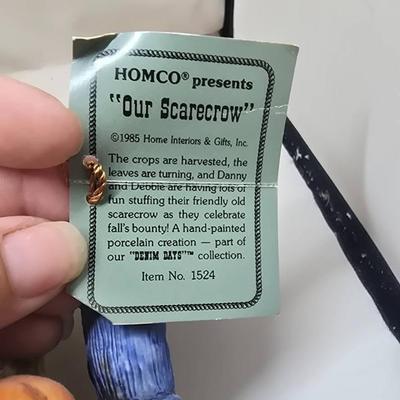 HOMCO® presents
"Our Scarecrow"
©1985 Home Interiors & Gifts, Inc.
The crops are harvested, the
leaves are turning, and Danny
and Debbie are having lots of
fun stuffing their friendly old
scarecrow as they celebrate
fall's bounty! A hand-painted
porcelain creation — part of
our "DENIM DAYS"™ collection.
Item No. 1524